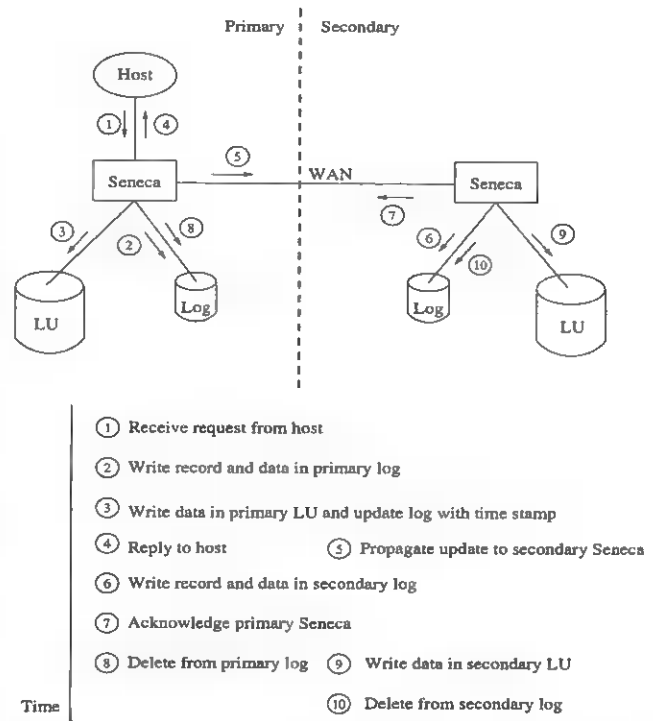 Primary Secondary
Host
① ④
⑤
Seneca WAN Seneca
⑦
③ ② ⑧ ⑥ ⑩ ⑨
LU Log Log LU
① Receive request from host
② Write record and data in primary log
③ Write data in primary LU and update log with time stamp
④ Reply to host ⑤ Propagate update to secondary Seneca
⑥ Write record and data in secondary log
⑦ Acknowledge primary Seneca
⑧ Delete from primary log ⑨ Write data in secondary LU
Time ⑩ Delete from secondary log